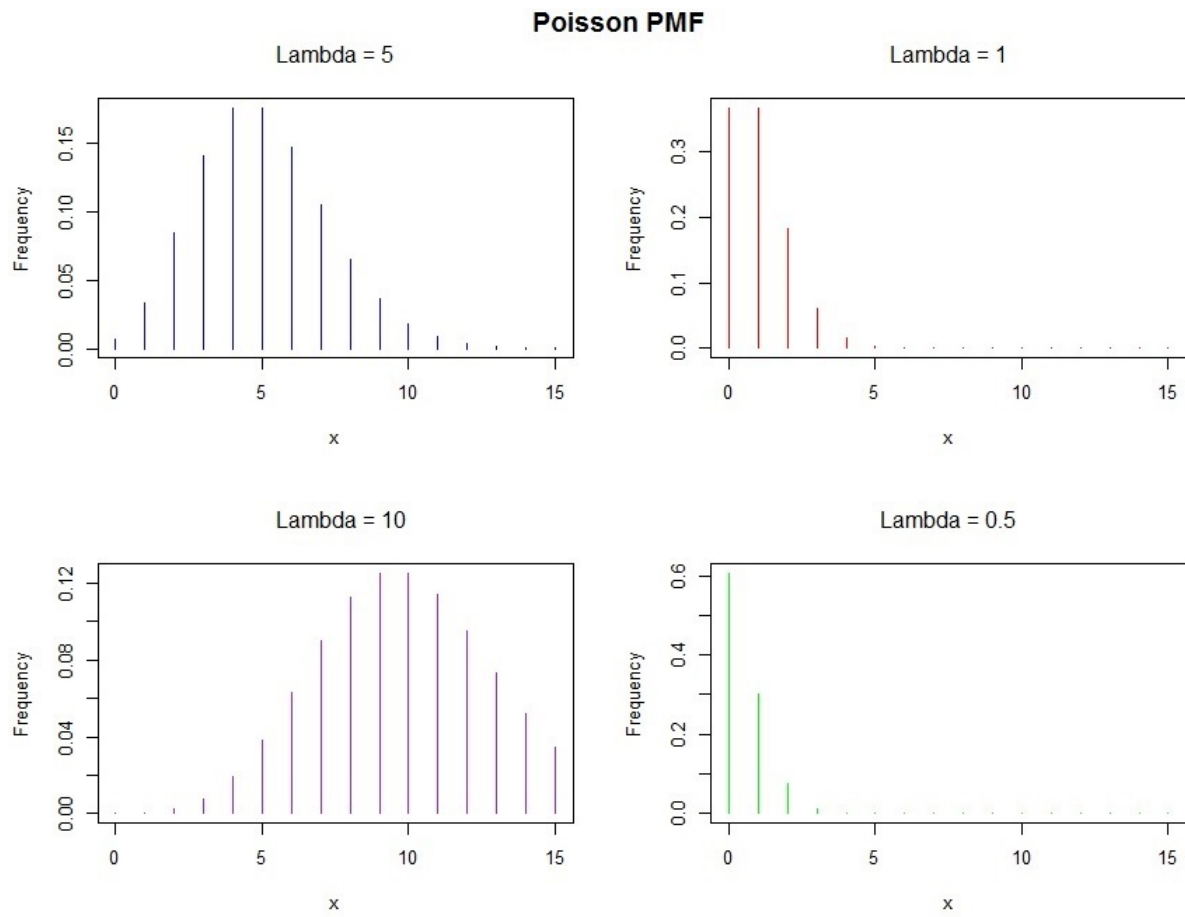 Poisson PMF
Lambda = 5
Frequency
0.15
0.10
0.05
0.00
0 5 10 15
x
Lambda = 1
Frequency
0.3
0.2
0.1
0.0
0 5 10 15
x
Lambda = 10
Frequency
0.12
0.08
0.04
0.00
0 5 10 15
x
Lambda = 0.5
Frequency
0.6
0.4
0.2
0.0
0 5 10 15
x